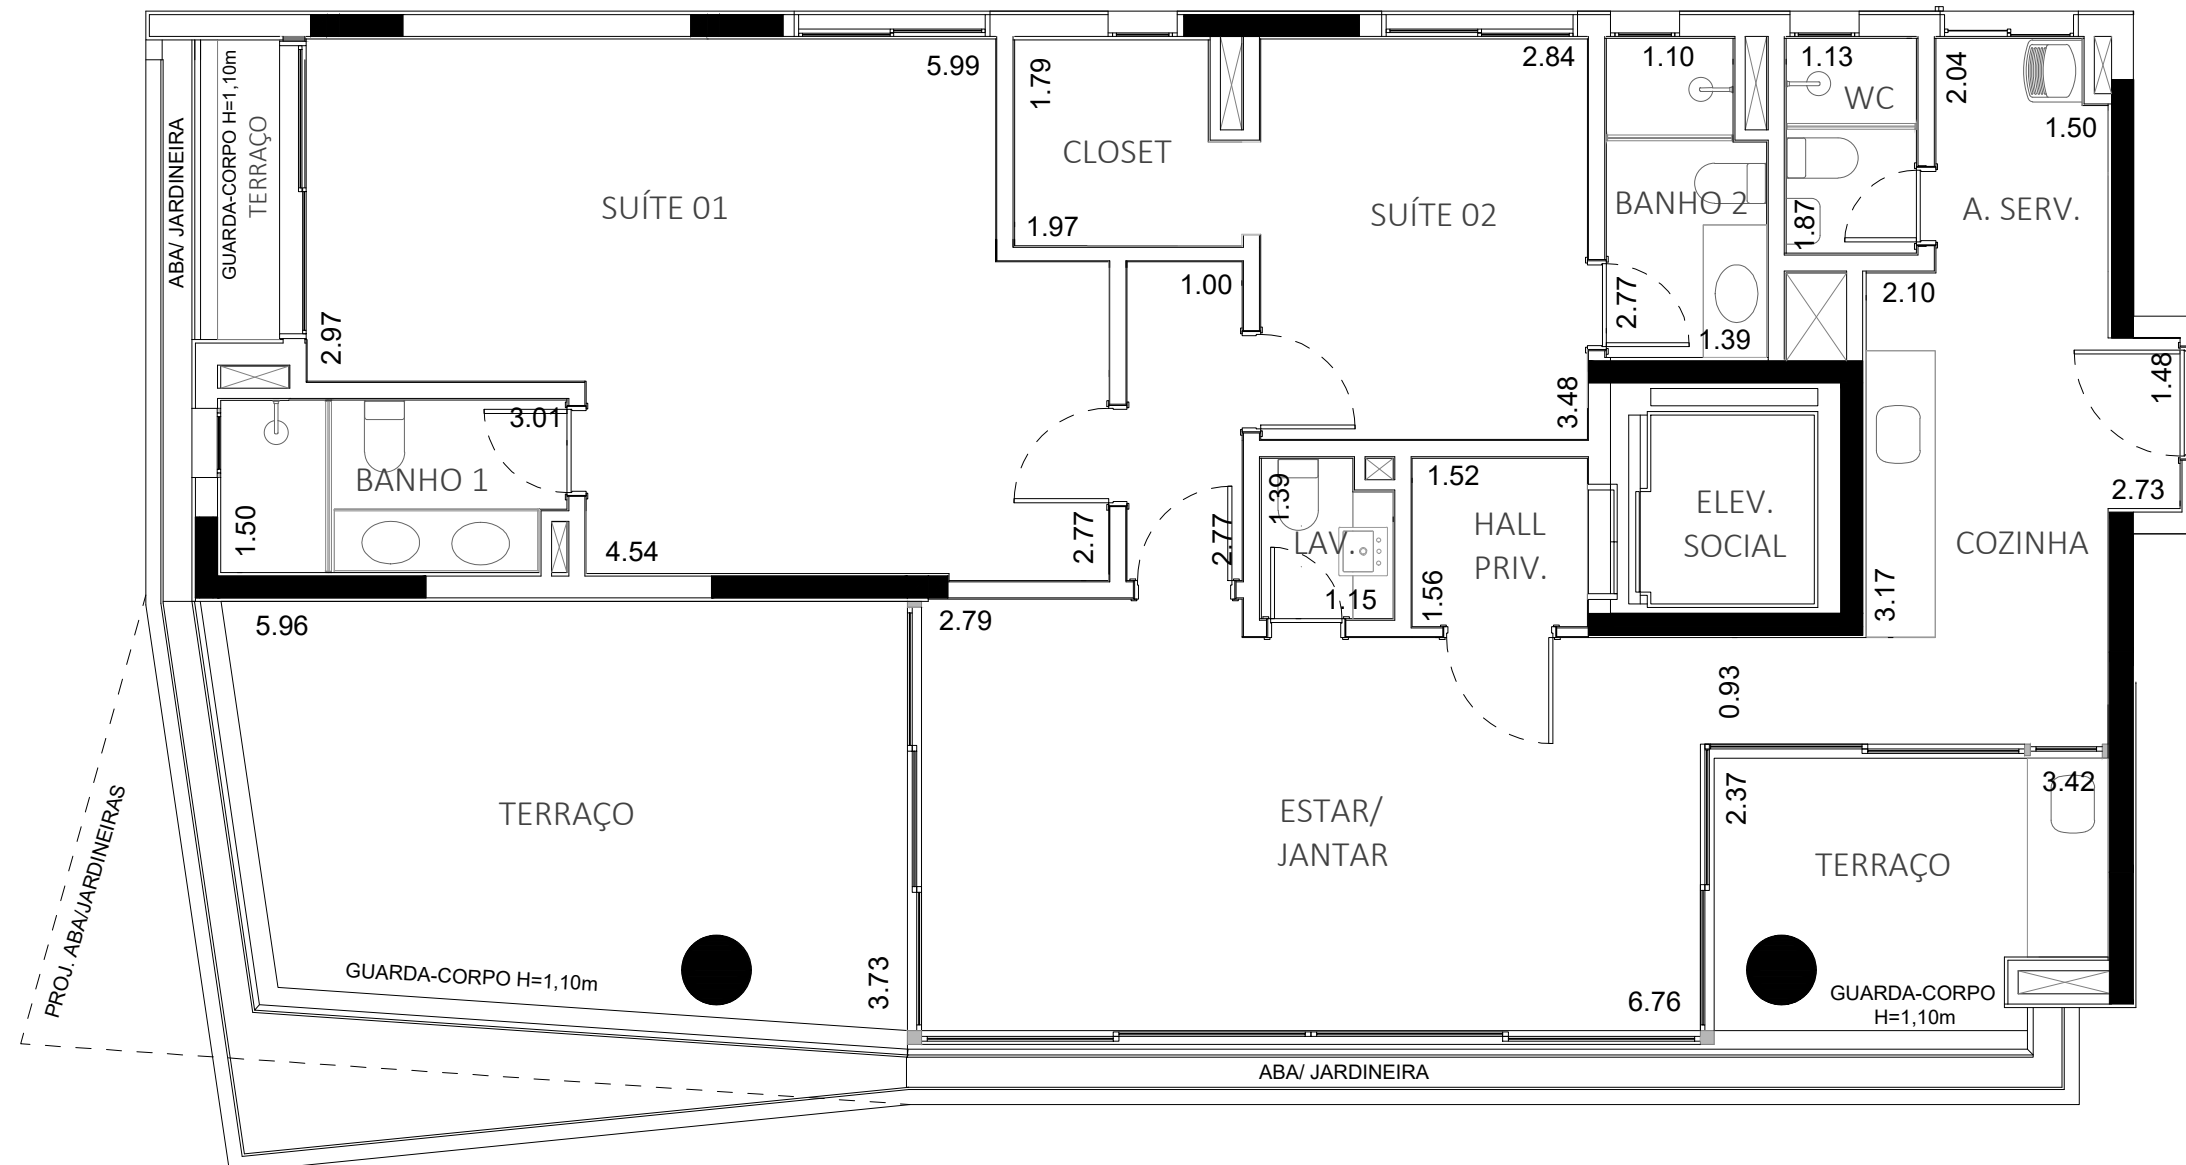 5.99
1.79
2.84
1.10
1.13
2.04
WC
1.50
GUARDA-CORPO H=1,10m
TERRAÇO
ABA/ JARDINEIRA
CLOSET
SUÍTE 01
1.97
SUÍTE 02
BANHO 2
1.87
A. SERV.
1.00
2.77
2.10
1.39
2.97
1.48
3.01
3.48
BANHO 1
1.50
4.54
2.77
2.77
1.39
LAV.
1.15
1.52
HALL
PRIV.
1.56
ELEV.
SOCIAL
2.73
COZINHA
3.17
5.96
2.79
0.93
TERRAÇO
ESTAR/
JANTAR
2.37
3.42
TERRAÇO
PROJ. ABA/JARDINEIRAS
GUARDA-CORPO H=1,10m
3.73
6.76
GUARDA-CORPO
H=1,10m
ABA/ JARDINEIRA